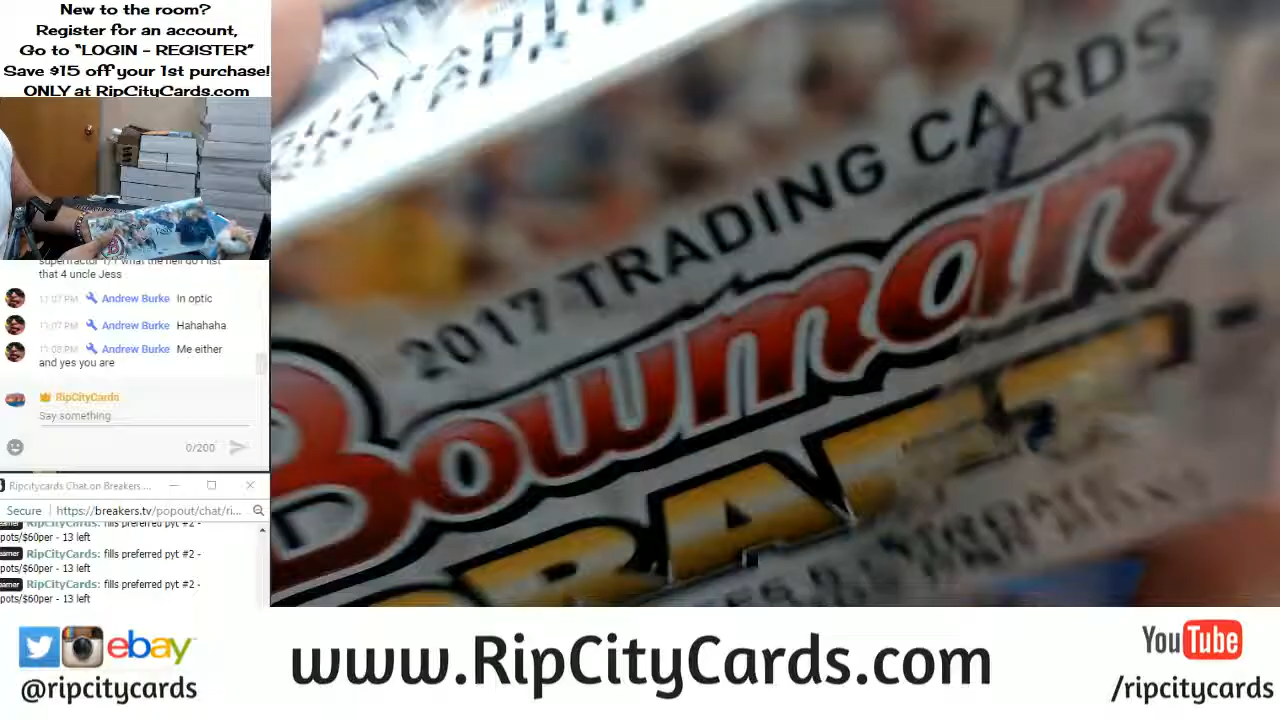 New to the room?
Register for an account,
Go to “LOGIN - REGISTER”
Save $15 off your 1st purchase!
ONLY at RipCityCards.com
that 4 uncle Jess
11:07 PM Andrew Burke In optic
11:07 PM Andrew Burke Hahahaha
11:08 PM Andrew Burke Me either
and yes you are
RipCityCards
Say something...
0/200
Ripcitycards Chat on Breakers ...
Secure https://breakers.tv/popout/chat/ri...
RipCityCards: fills preferred pyt #2 -
pots/$60per - 13 left
RipCityCards: fills preferred pyt #2 -
pots/$60per - 13 left
RipCityCards: fills preferred pyt #2 -
pots/$60per - 13 left
2017 TRADING CARDS
Bowman
DRAFT
ebay
@ripcitycards
www.RipCityCards.com
YouTube
/ripcitycards